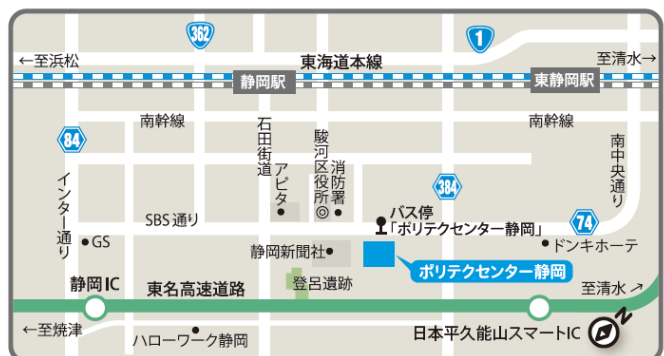 362
1
←至浜松
東海道本線
至清水→
静岡駅
東静岡駅
南幹線
南幹線
84
石田街道
駿河区役所
消防署
アピタ
384
南中央通り
インター通り
SBS通り
バス停
「ポリテクセンター静岡」
74
GS
静岡新聞社
ドンキホーテ
ポリテクセンター静岡
静岡IC
東名高速道路
登呂遺跡
至清水↗
←至焼津
ハローワーク静岡
日本平久能山スマートIC
N